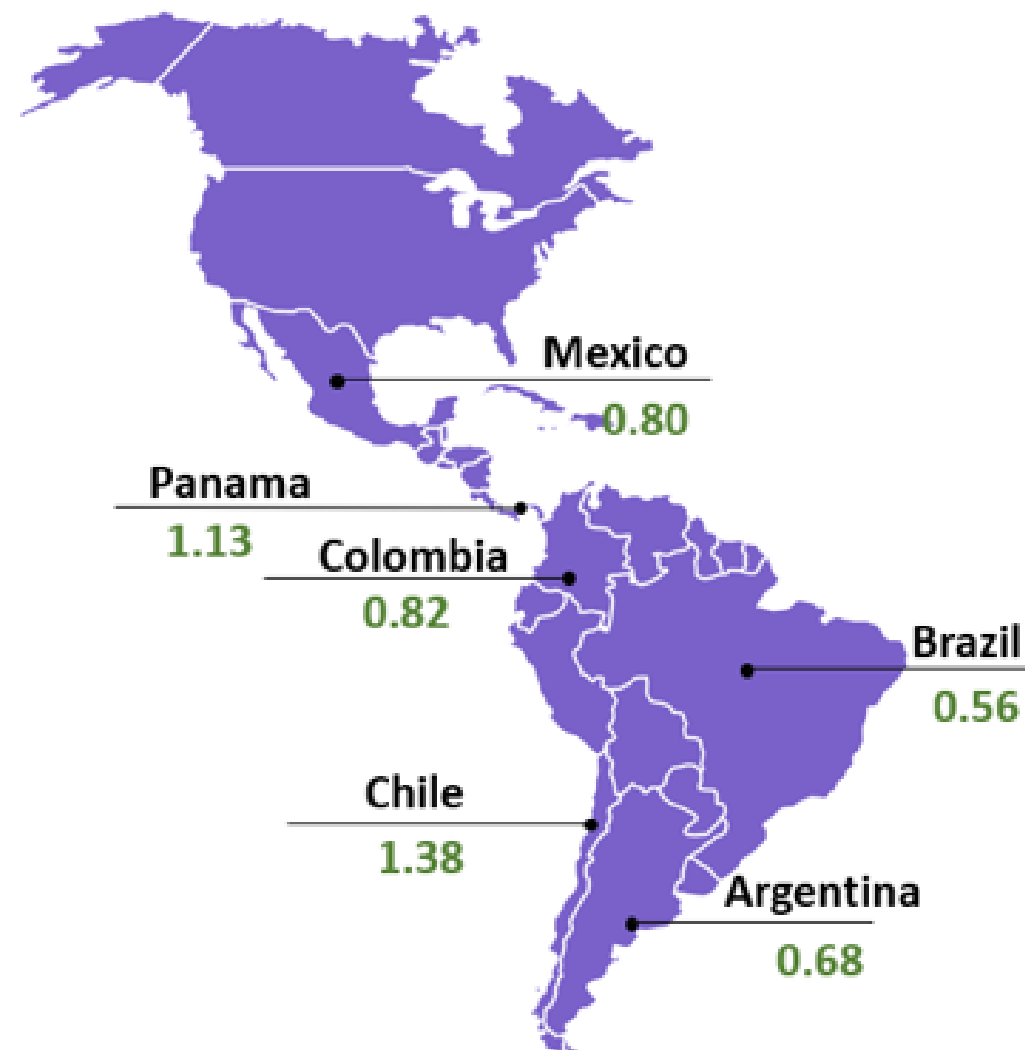 Mexico
0.80
Panama
1.13
Colombia
0.82
Brazil
0.56
Chile
1.38
Argentina
0.68